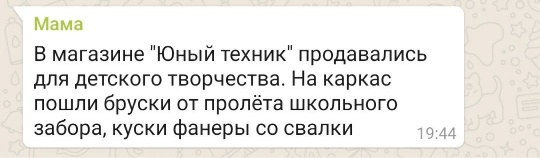 Мама
В магазине "Юный техник" продавались
для детского творчества. На каркас
пошли бруски от пролёта школьного
забора, куски фанеры со свалки
19:44